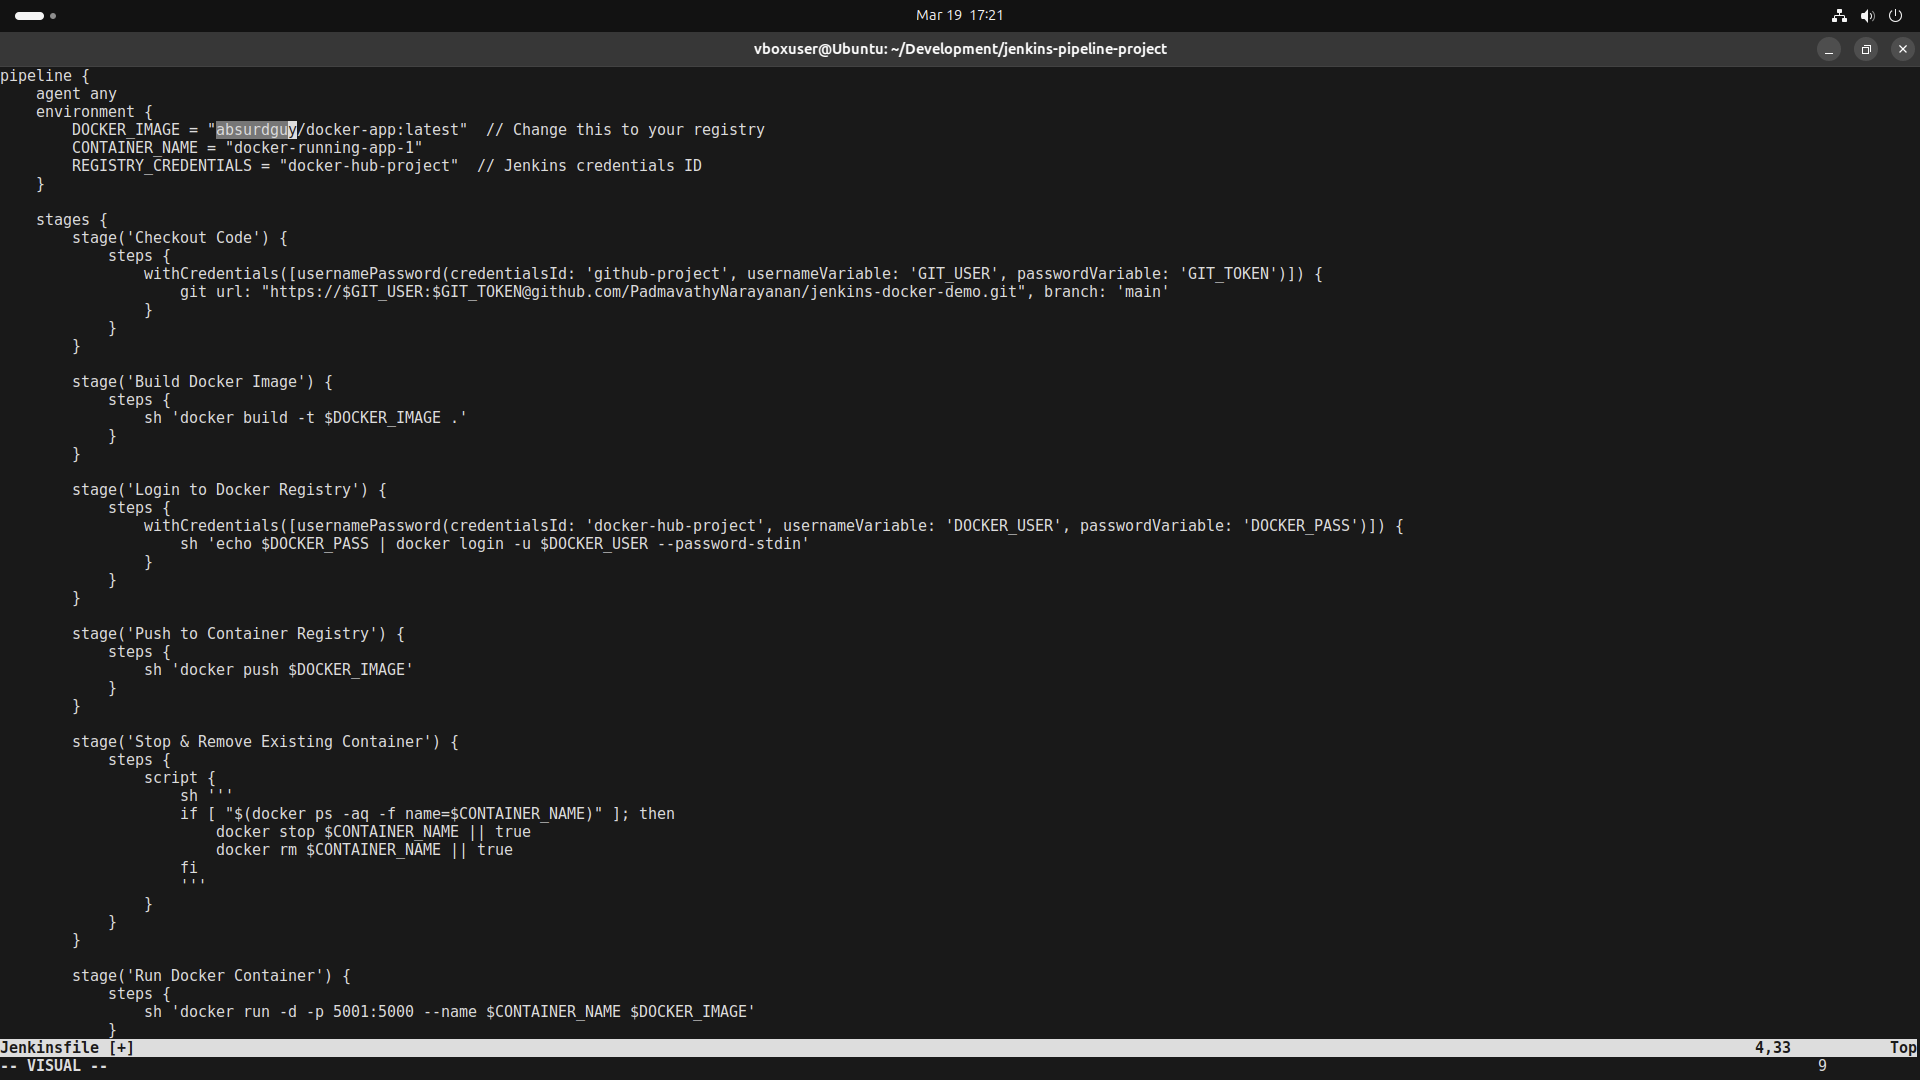 Mar 19 17:21
vboxuser@Ubuntu: ~/Development/jenkins-pipeline-project
pipeline {
    agent any
    environment {
        DOCKER_IMAGE = "absurdguy/docker-app:latest"  // Change this to your registry
        CONTAINER_NAME = "docker-running-app-1"
        REGISTRY_CREDENTIALS = "docker-hub-project"  // Jenkins credentials ID
    }

    stages {
        stage('Checkout Code') {
            steps {
                withCredentials([usernamePassword(credentialsId: 'github-project', usernameVariable: 'GIT_USER', passwordVariable: 'GIT_TOKEN')]) {
                    git url: "https://$GIT_USER:$GIT_TOKEN@github.com/PadmavathyNarayanan/jenkins-docker-demo.git", branch: 'main'
                }
            }
        }

        stage('Build Docker Image') {
            steps {
                sh 'docker build -t $DOCKER_IMAGE .'
            }
        }

        stage('Login to Docker Registry') {
            steps {
                withCredentials([usernamePassword(credentialsId: 'docker-hub-project', usernameVariable: 'DOCKER_USER', passwordVariable: 'DOCKER_PASS')]) {
                    sh 'echo $DOCKER_PASS | docker login -u $DOCKER_USER --password-stdin'
                }
            }
        }

        stage('Push to Container Registry') {
            steps {
                sh 'docker push $DOCKER_IMAGE'
            }
        }

        stage('Stop & Remove Existing Container') {
            steps {
                script {
                    sh '''
                    if [ "$(docker ps -aq -f name=$CONTAINER_NAME)" ]; then
                        docker stop $CONTAINER_NAME || true
                        docker rm $CONTAINER_NAME || true
                    fi
                    '''
                }
            }
        }

        stage('Run Docker Container') {
            steps {
                sh 'docker run -d -p 5001:5000 --name $CONTAINER_NAME $DOCKER_IMAGE'
            }
Jenkinsfile [+] 4,33 Top
-- VISUAL -- 9